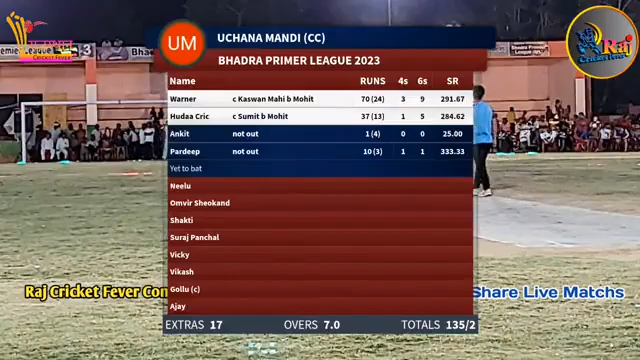 UM
UCHANA MANDI (CC)
BHADRA PRIMER LEAGUE 2023
Name RUNS 4s 6s SR
Warner c Kaswan Mahi b Mohit 70 (24) 3 9 291.67
Hudaa Cric c Sumit b Mohit 37 (13) 1 5 284.62
Ankit not out 1 (4) 0 0 25.00
Pardeep not out 10 (3) 1 1 333.33
Yet to bat
Neelu
Omvir Sheokand
Shakti
Suraj Panchal
Vicky
Vikash
Gollu (c)
Ajay
EXTRAS 17 OVERS 7.0 TOTALS 135/2
CRICKET FEVER
Raj
Raj Cricket Fever Con
Share Live Matchs